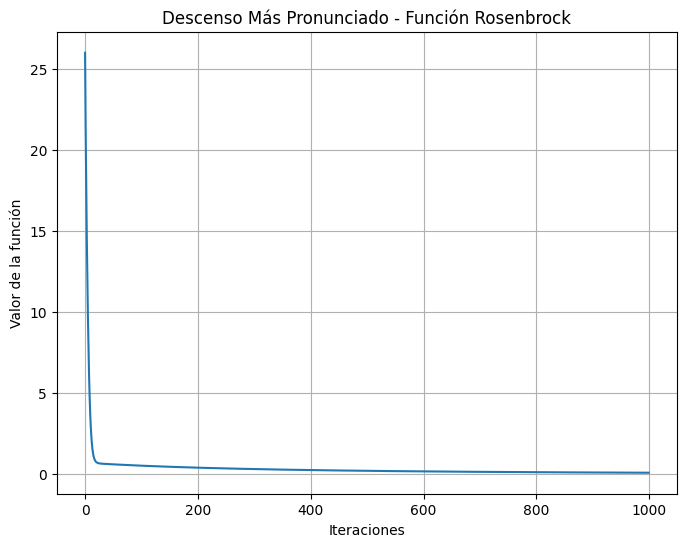 Descenso Más Pronunciado - Función Rosenbrock
25
20
15
10
5
0
Valor de la función
0 200 400 600 800 1000
Iteraciones